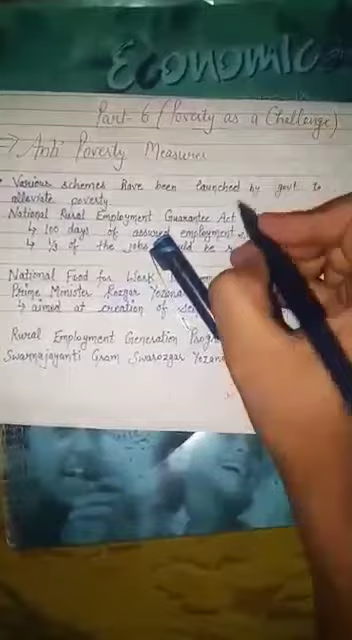 Economics
Part-6 (Poverty as a Challenge)
⇒ Anti Poverty Measures
• Various schemes have been launched by govt to
alleviate poverty.
National Rural Employment Guarantee Act
↳ 100 days of assured employment
↳ 1/3 of the jobs be
National Food for Work
Prime Minister Rozgar Yozana
↳ aimed at creation of
Rural Employment Generation
Swarnajayanti Gram Swarozgar